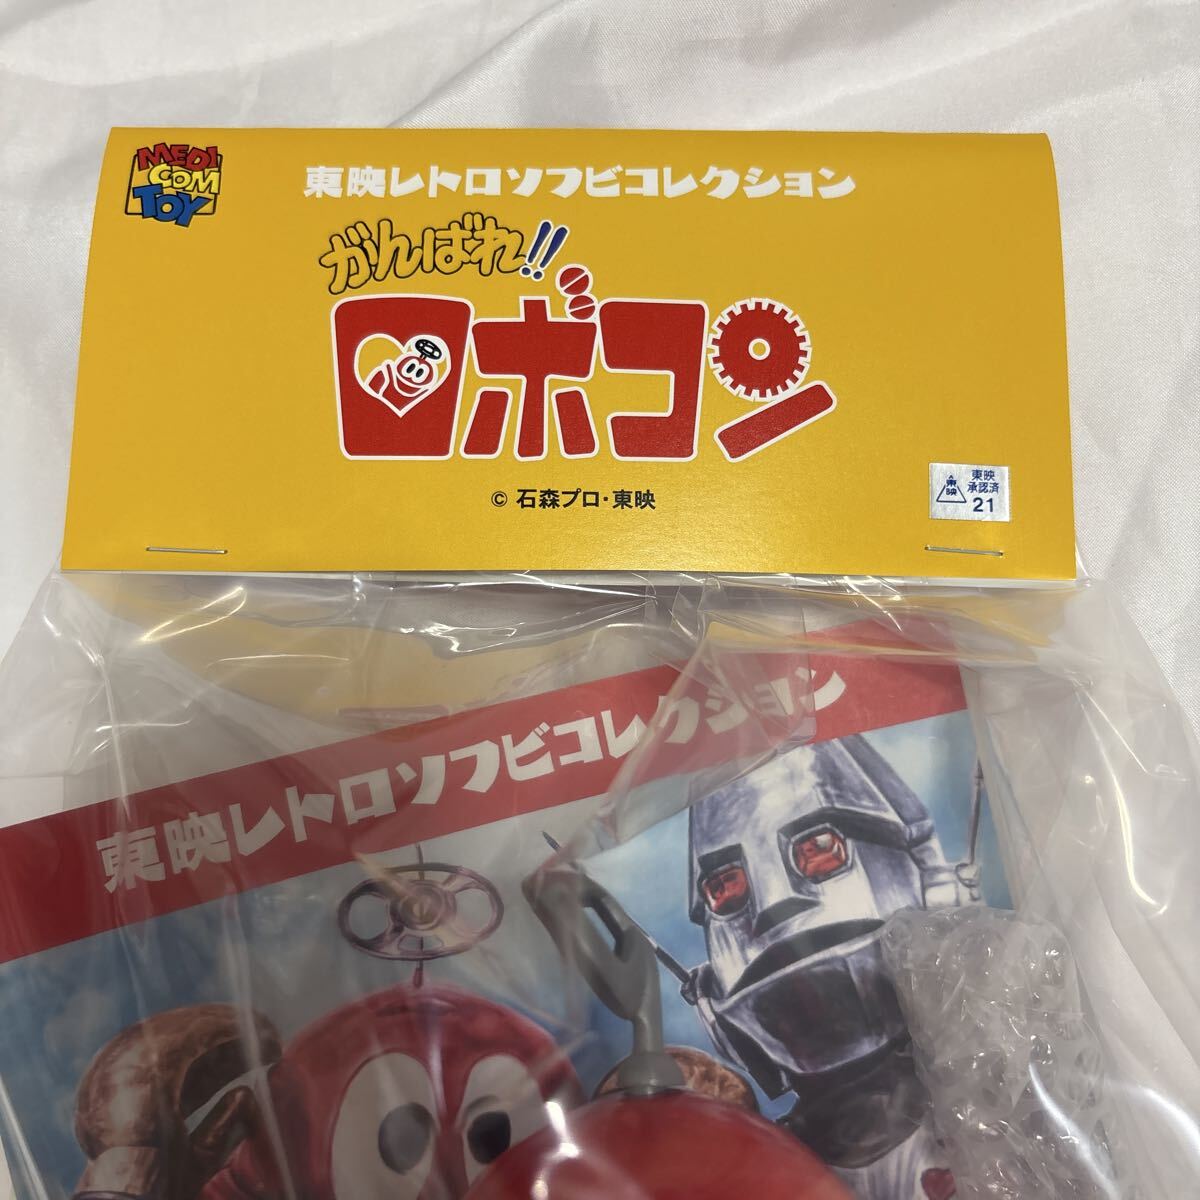 MEDI
COM
TOY
東映レトロソフビコレクション
がんばれ!!
ロボコン
© 石森プロ・東映
東映
東映
承認済
21
東映レトロソフビコレクション